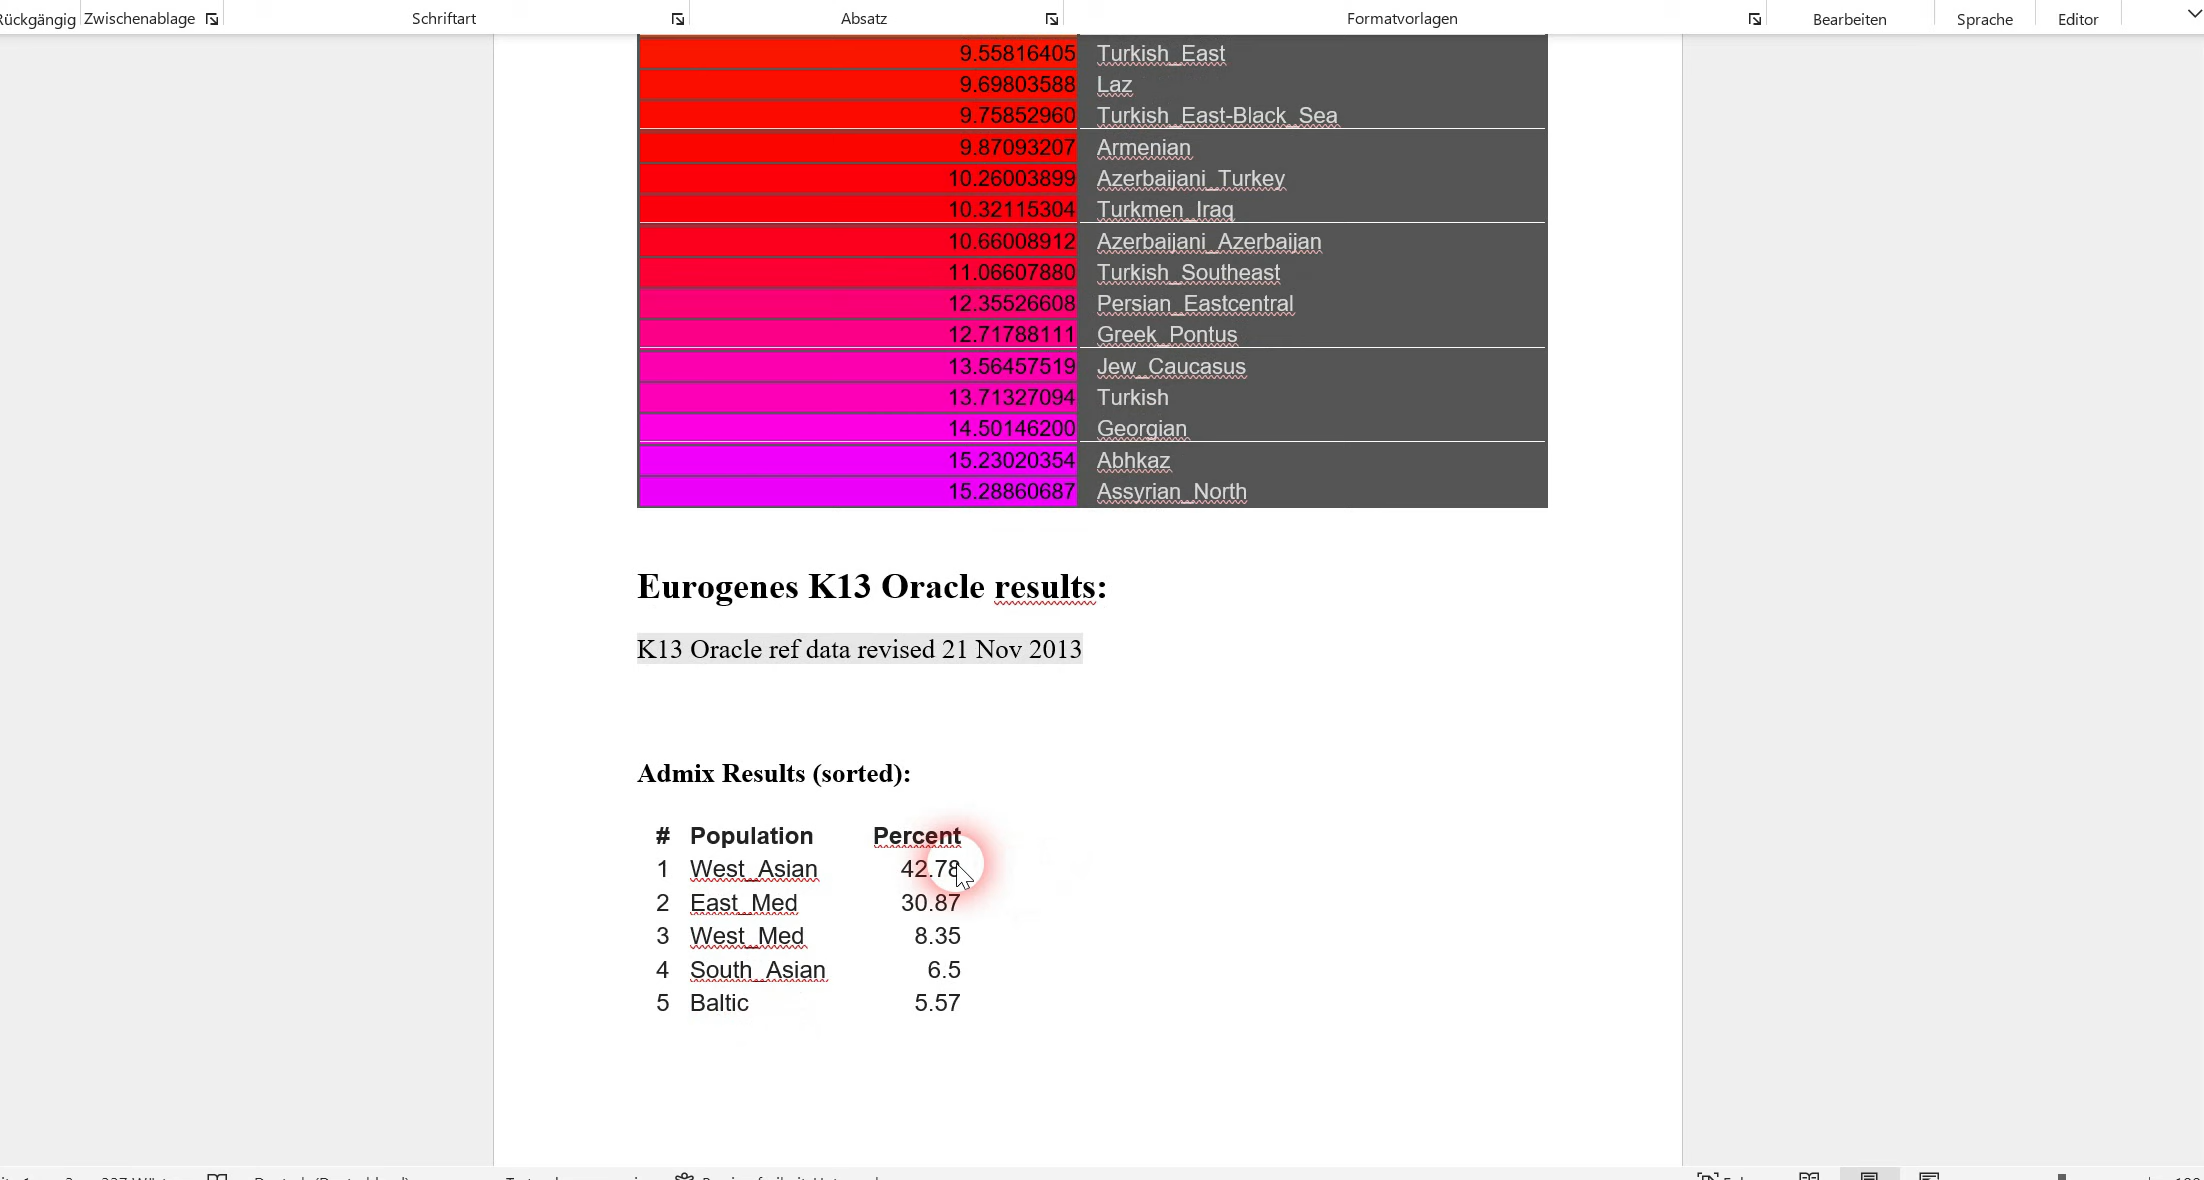 Rückgängig Zwischenablage Schriftart Absatz Formatvorlagen Bearbeiten Sprache Editor
9.55816405 Turkish_East
9.69803588 Laz
9.75852960 Turkish_East-Black_Sea
9.87093207 Armenian
10.26003899 Azerbaijani_Turkey
10.32115304 Turkmen_Iraq
10.66008912 Azerbaijani_Azerbaijan
11.06607880 Turkish_Southeast
12.35526608 Persian_Eastcentral
12.71788111 Greek_Pontus
13.56457519 Jew_Caucasus
13.71327094 Turkish
14.50146200 Georgian
15.23020354 Abhkaz
15.28860687 Assyrian_North
Eurogenes K13 Oracle results:
K13 Oracle ref data revised 21 Nov 2013
Admix Results (sorted):
# Population Percent
1 West_Asian 42.78
2 East_Med 30.87
3 West_Med 8.35
4 South_Asian 6.5
5 Baltic 5.57